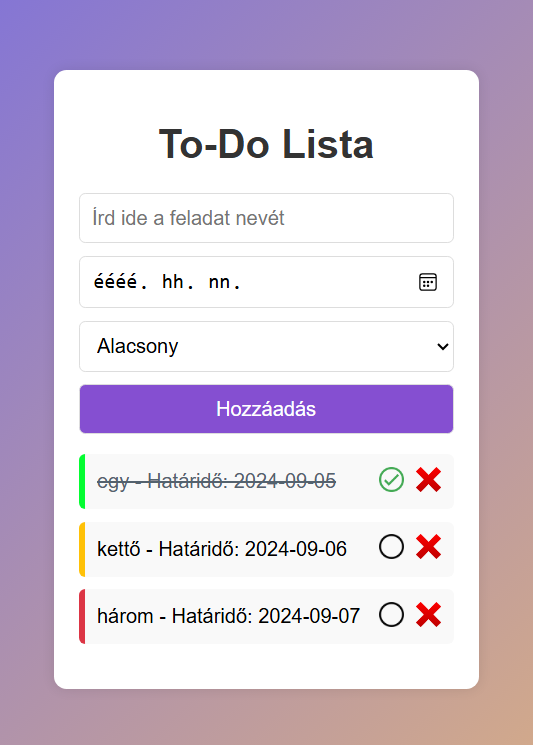 To-Do Lista
Írd ide a feladat nevét
éééé. hh. nn.
Alacsony
Hozzáadás
egy - Határidő: 2024-09-05
kettő - Határidő: 2024-09-06
három - Határidő: 2024-09-07